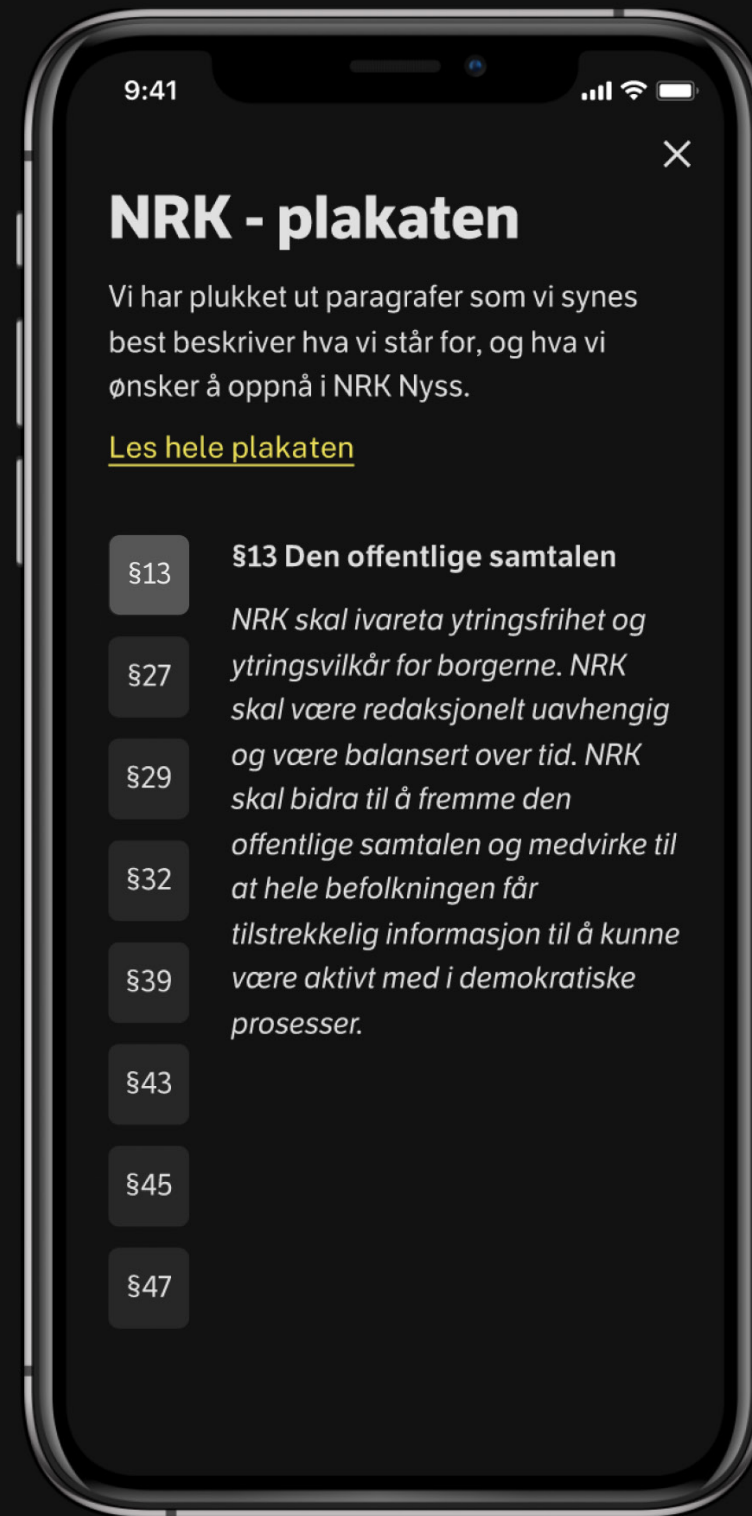 9:41
NRK - plakaten
Vi har plukket ut paragrafer som vi synes
best beskriver hva vi står for, og hva vi
ønsker å oppnå i NRK Nyss.
Les hele plakaten
§13
§27
§29
§32
§39
§43
§45
§47
§13 Den offentlige samtalen
NRK skal ivareta ytringsfrihet og
ytringsvilkår for borgerne. NRK
skal være redaksjonelt uavhengig
og være balansert over tid. NRK
skal bidra til å fremme den
offentlige samtalen og medvirke til
at hele befolkningen får
tilstrekkelig informasjon til å kunne
være aktivt med i demokratiske
prosesser.